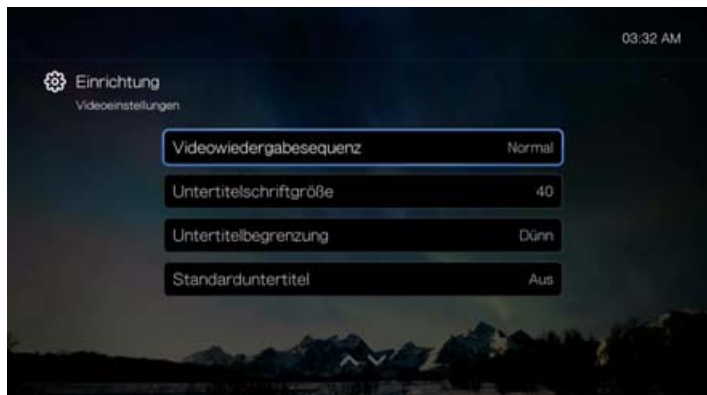 03:32 AM
Einrichtung
Videoeinstellungen
Videowiedergabesequenz Normal
Untertitelschriftgröße 40
Untertitelbegrenzung Dünn
Standarduntertitel Aus